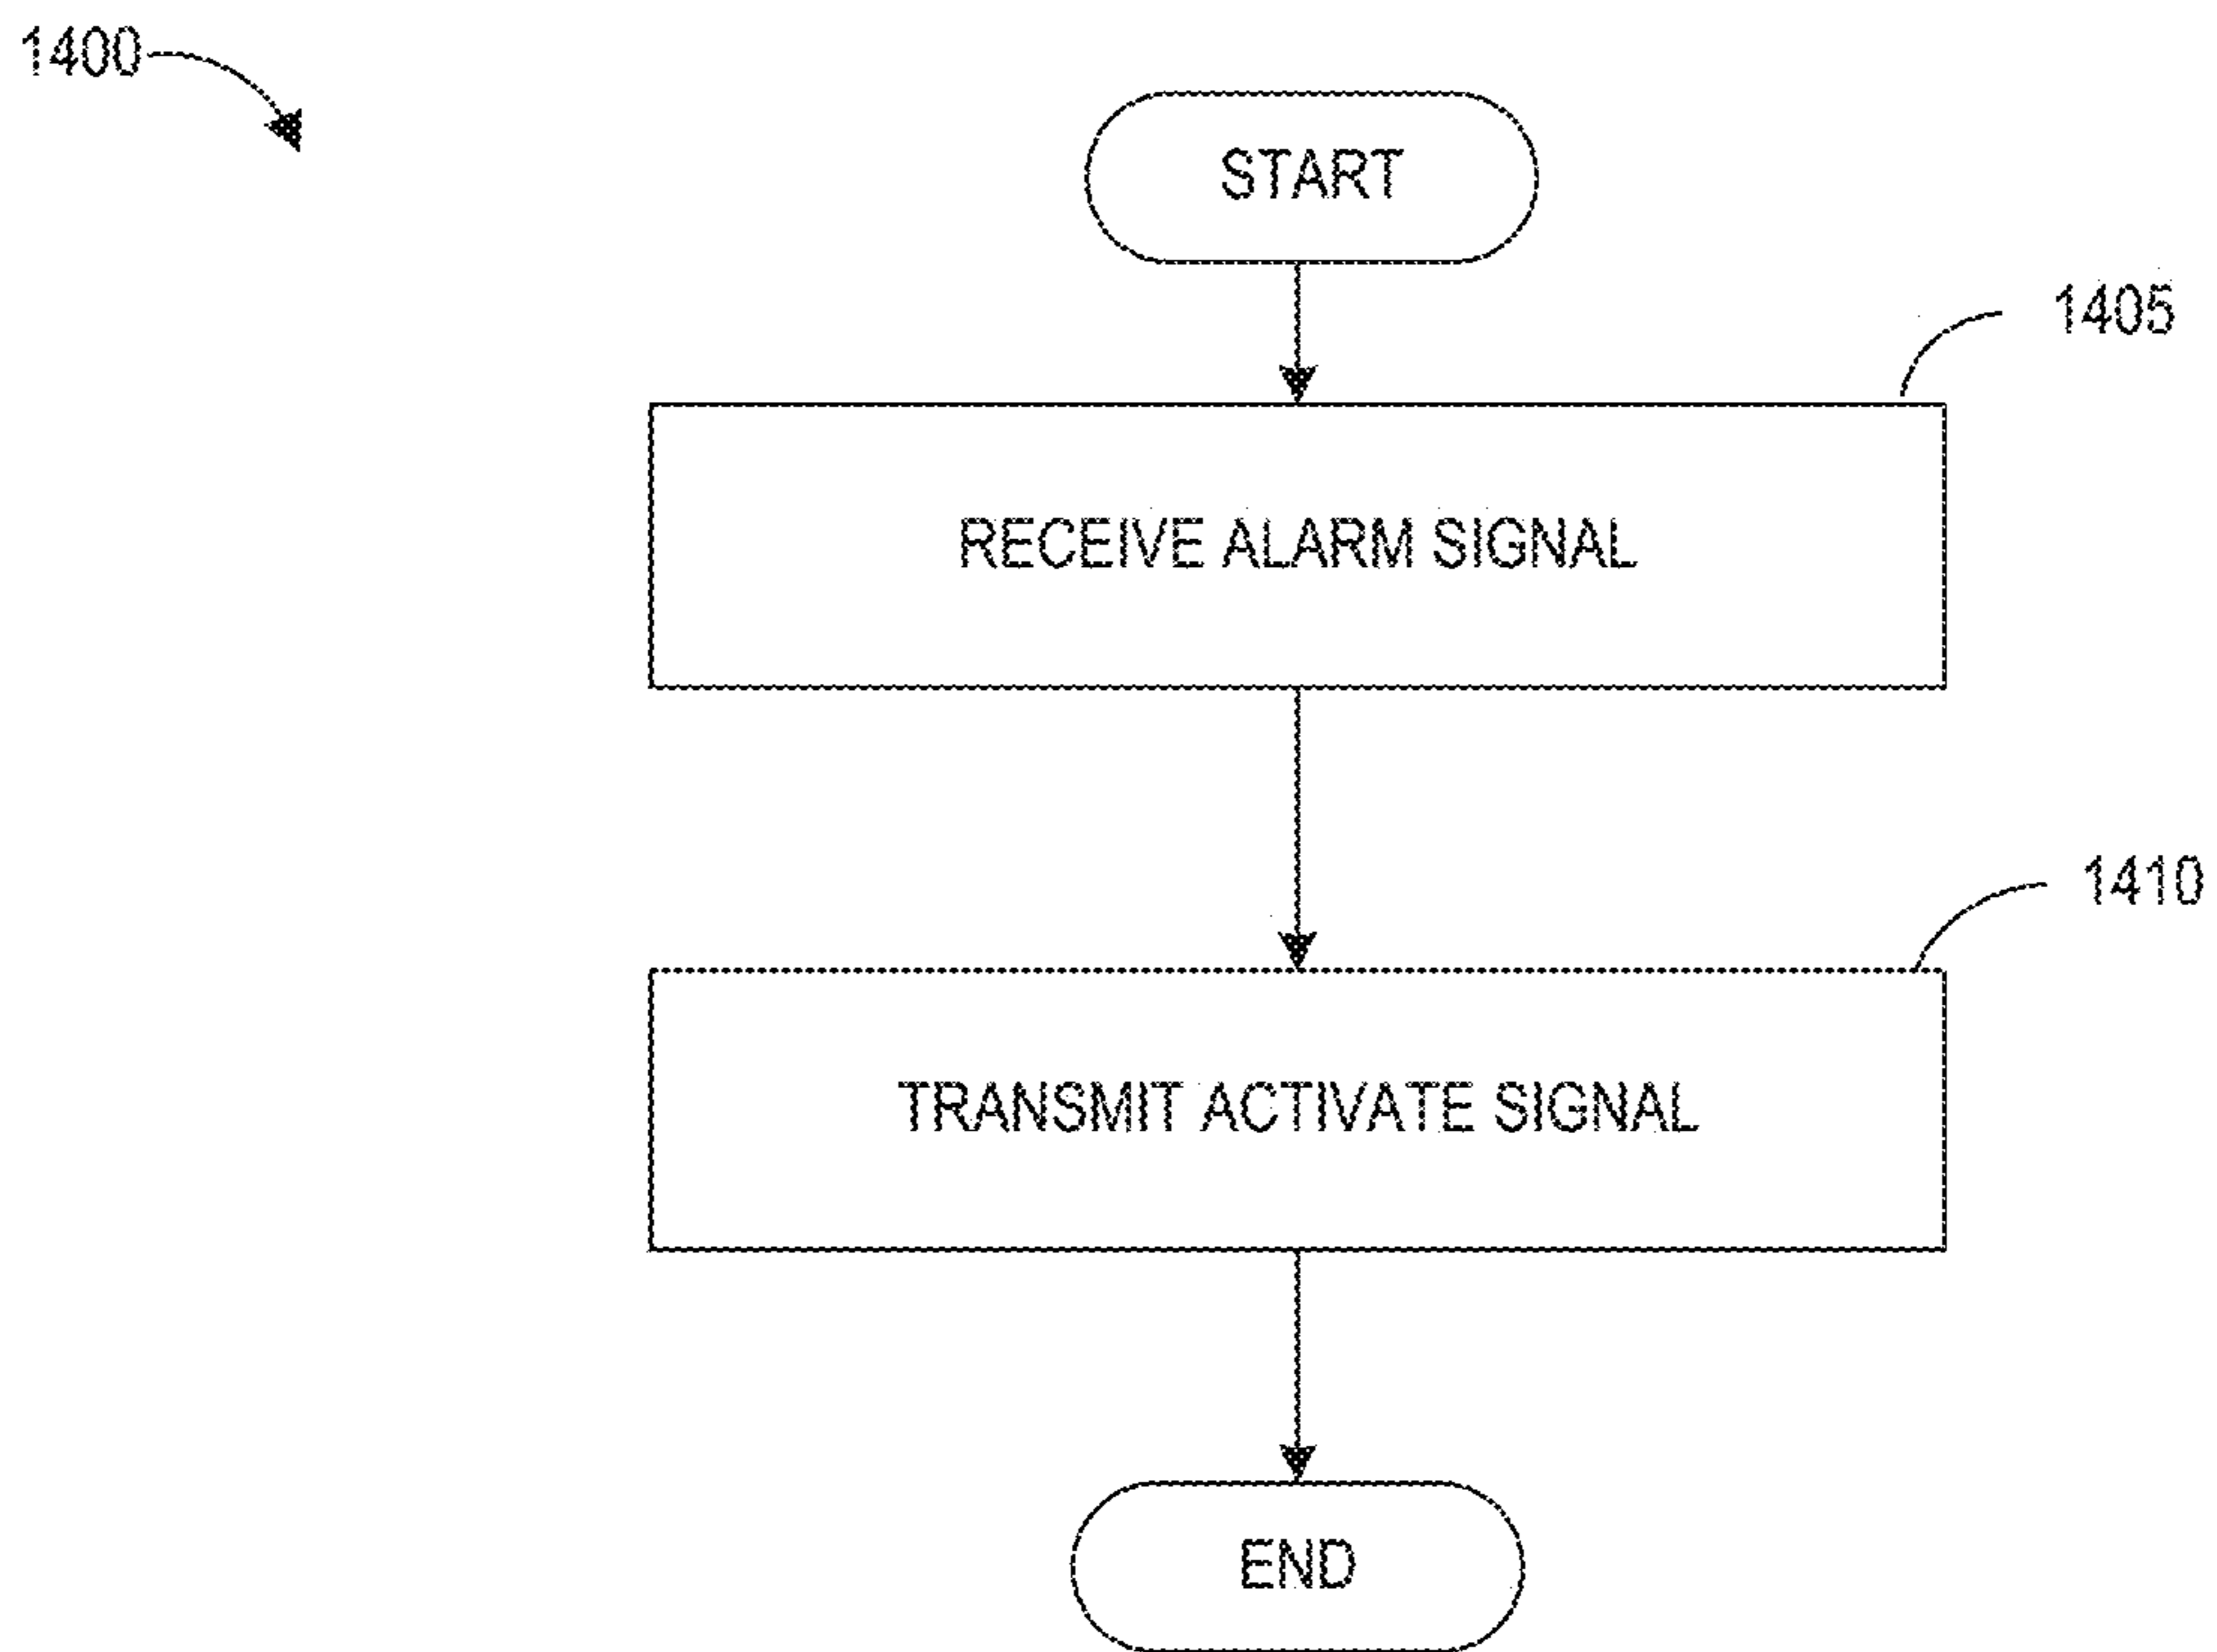 1400
START
1405
RECEIVE ALARM SIGNAL
1410
TRANSMIT ACTIVATE SIGNAL
END